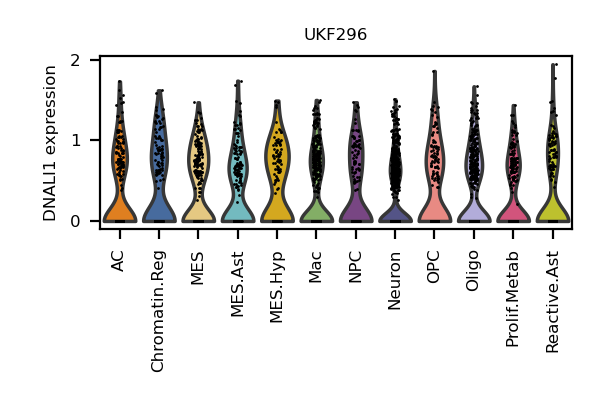 UKF296
DNALI1 expression
2
1
0
AC
Chromatin.Reg
MES
MES.Ast
MES.Hyp
Mac
NPC
Neuron
OPC
Oligo
Prolif.Metab
Reactive.Ast